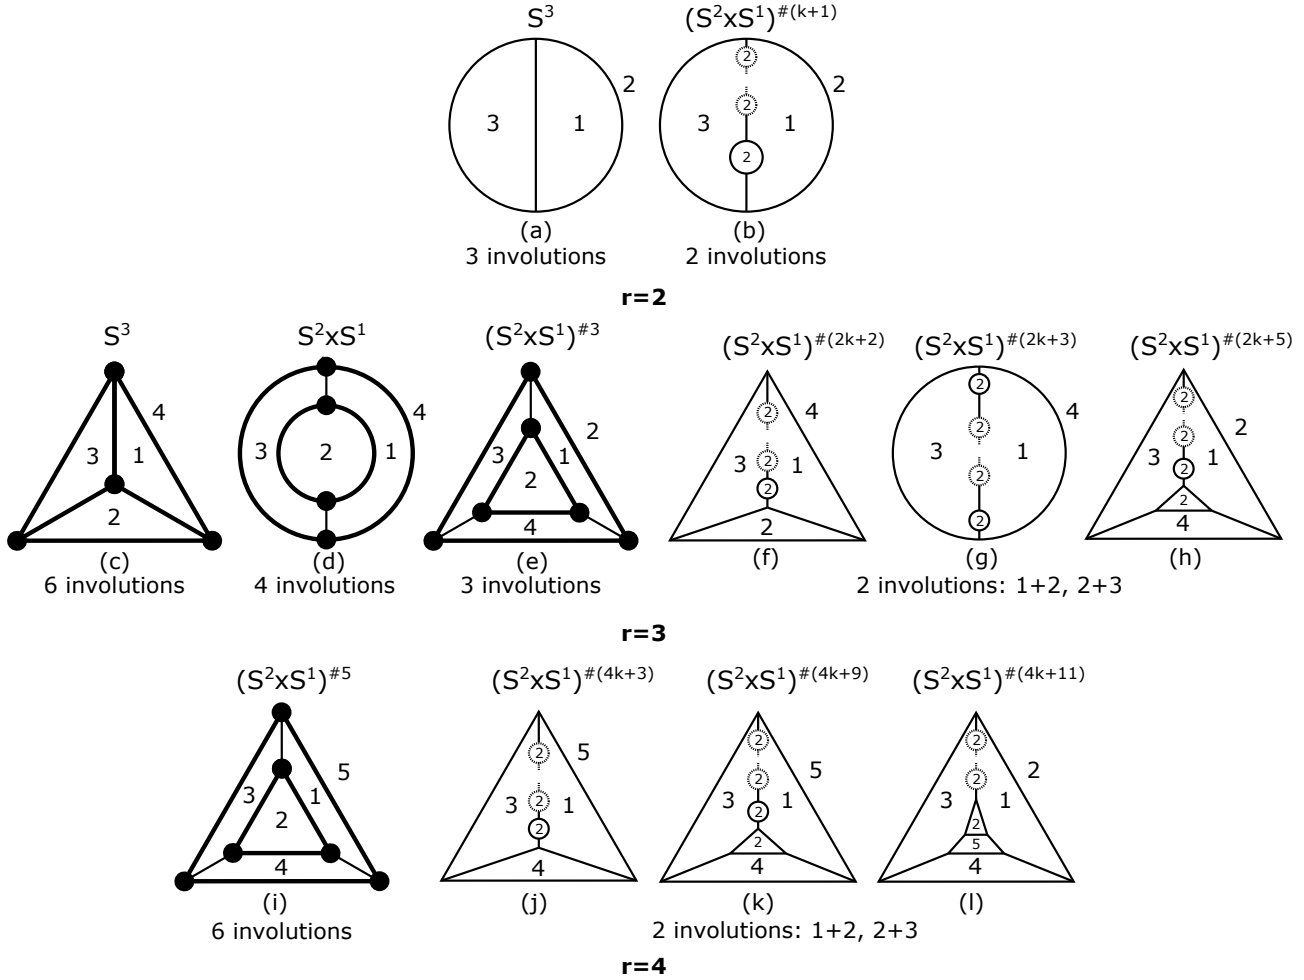 S³
(S²xS¹)#(k+1)
3 1 2
2
2
3 1 2
2
(a)
(b)
3 involutions
2 involutions
r=2
S³
S²xS¹
(S²xS¹)#3
(S²xS¹)#(2k+2)
(S²xS¹)#(2k+3)
(S²xS¹)#(2k+5)
4
3 1
2
4
3 2 1
2
3 1
2
4
4
2
2
3 1
2
2
4
2
2
3 1
2
2
2
2
2
3 1
2
2
4
(c)
(d)
(e)
(f)
(g)
(h)
6 involutions
4 involutions
3 involutions
2 involutions: 1+2, 2+3
r=3
(S²xS¹)#5
(S²xS¹)#(4k+3)
(S²xS¹)#(4k+9)
(S²xS¹)#(4k+11)
5
3 1
2
4
5
2
2
3 1
2
4
5
2
2
3 1
2
2
4
2
2
2
3 1
2
5
4
(i)
(j)
(k)
(l)
6 involutions
2 involutions: 1+2, 2+3
r=4